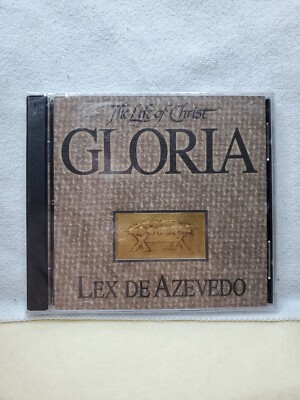 The Life of Christ
GLORIA
LEX DE AZEVEDO